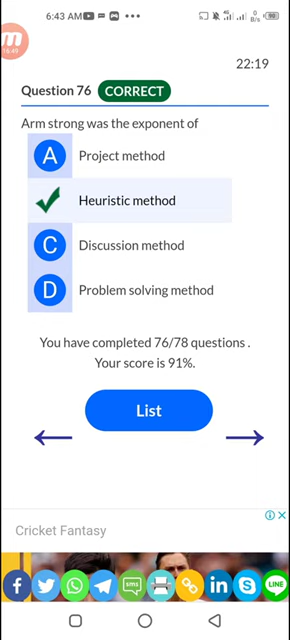 6:43 AM
16:49
22:19
Question 76 CORRECT
Arm strong was the exponent of
A Project method
Heuristic method
C Discussion method
D Problem solving method
You have completed 76/78 questions .
Your score is 91%.
List
Cricket Fantasy
sms
LINE